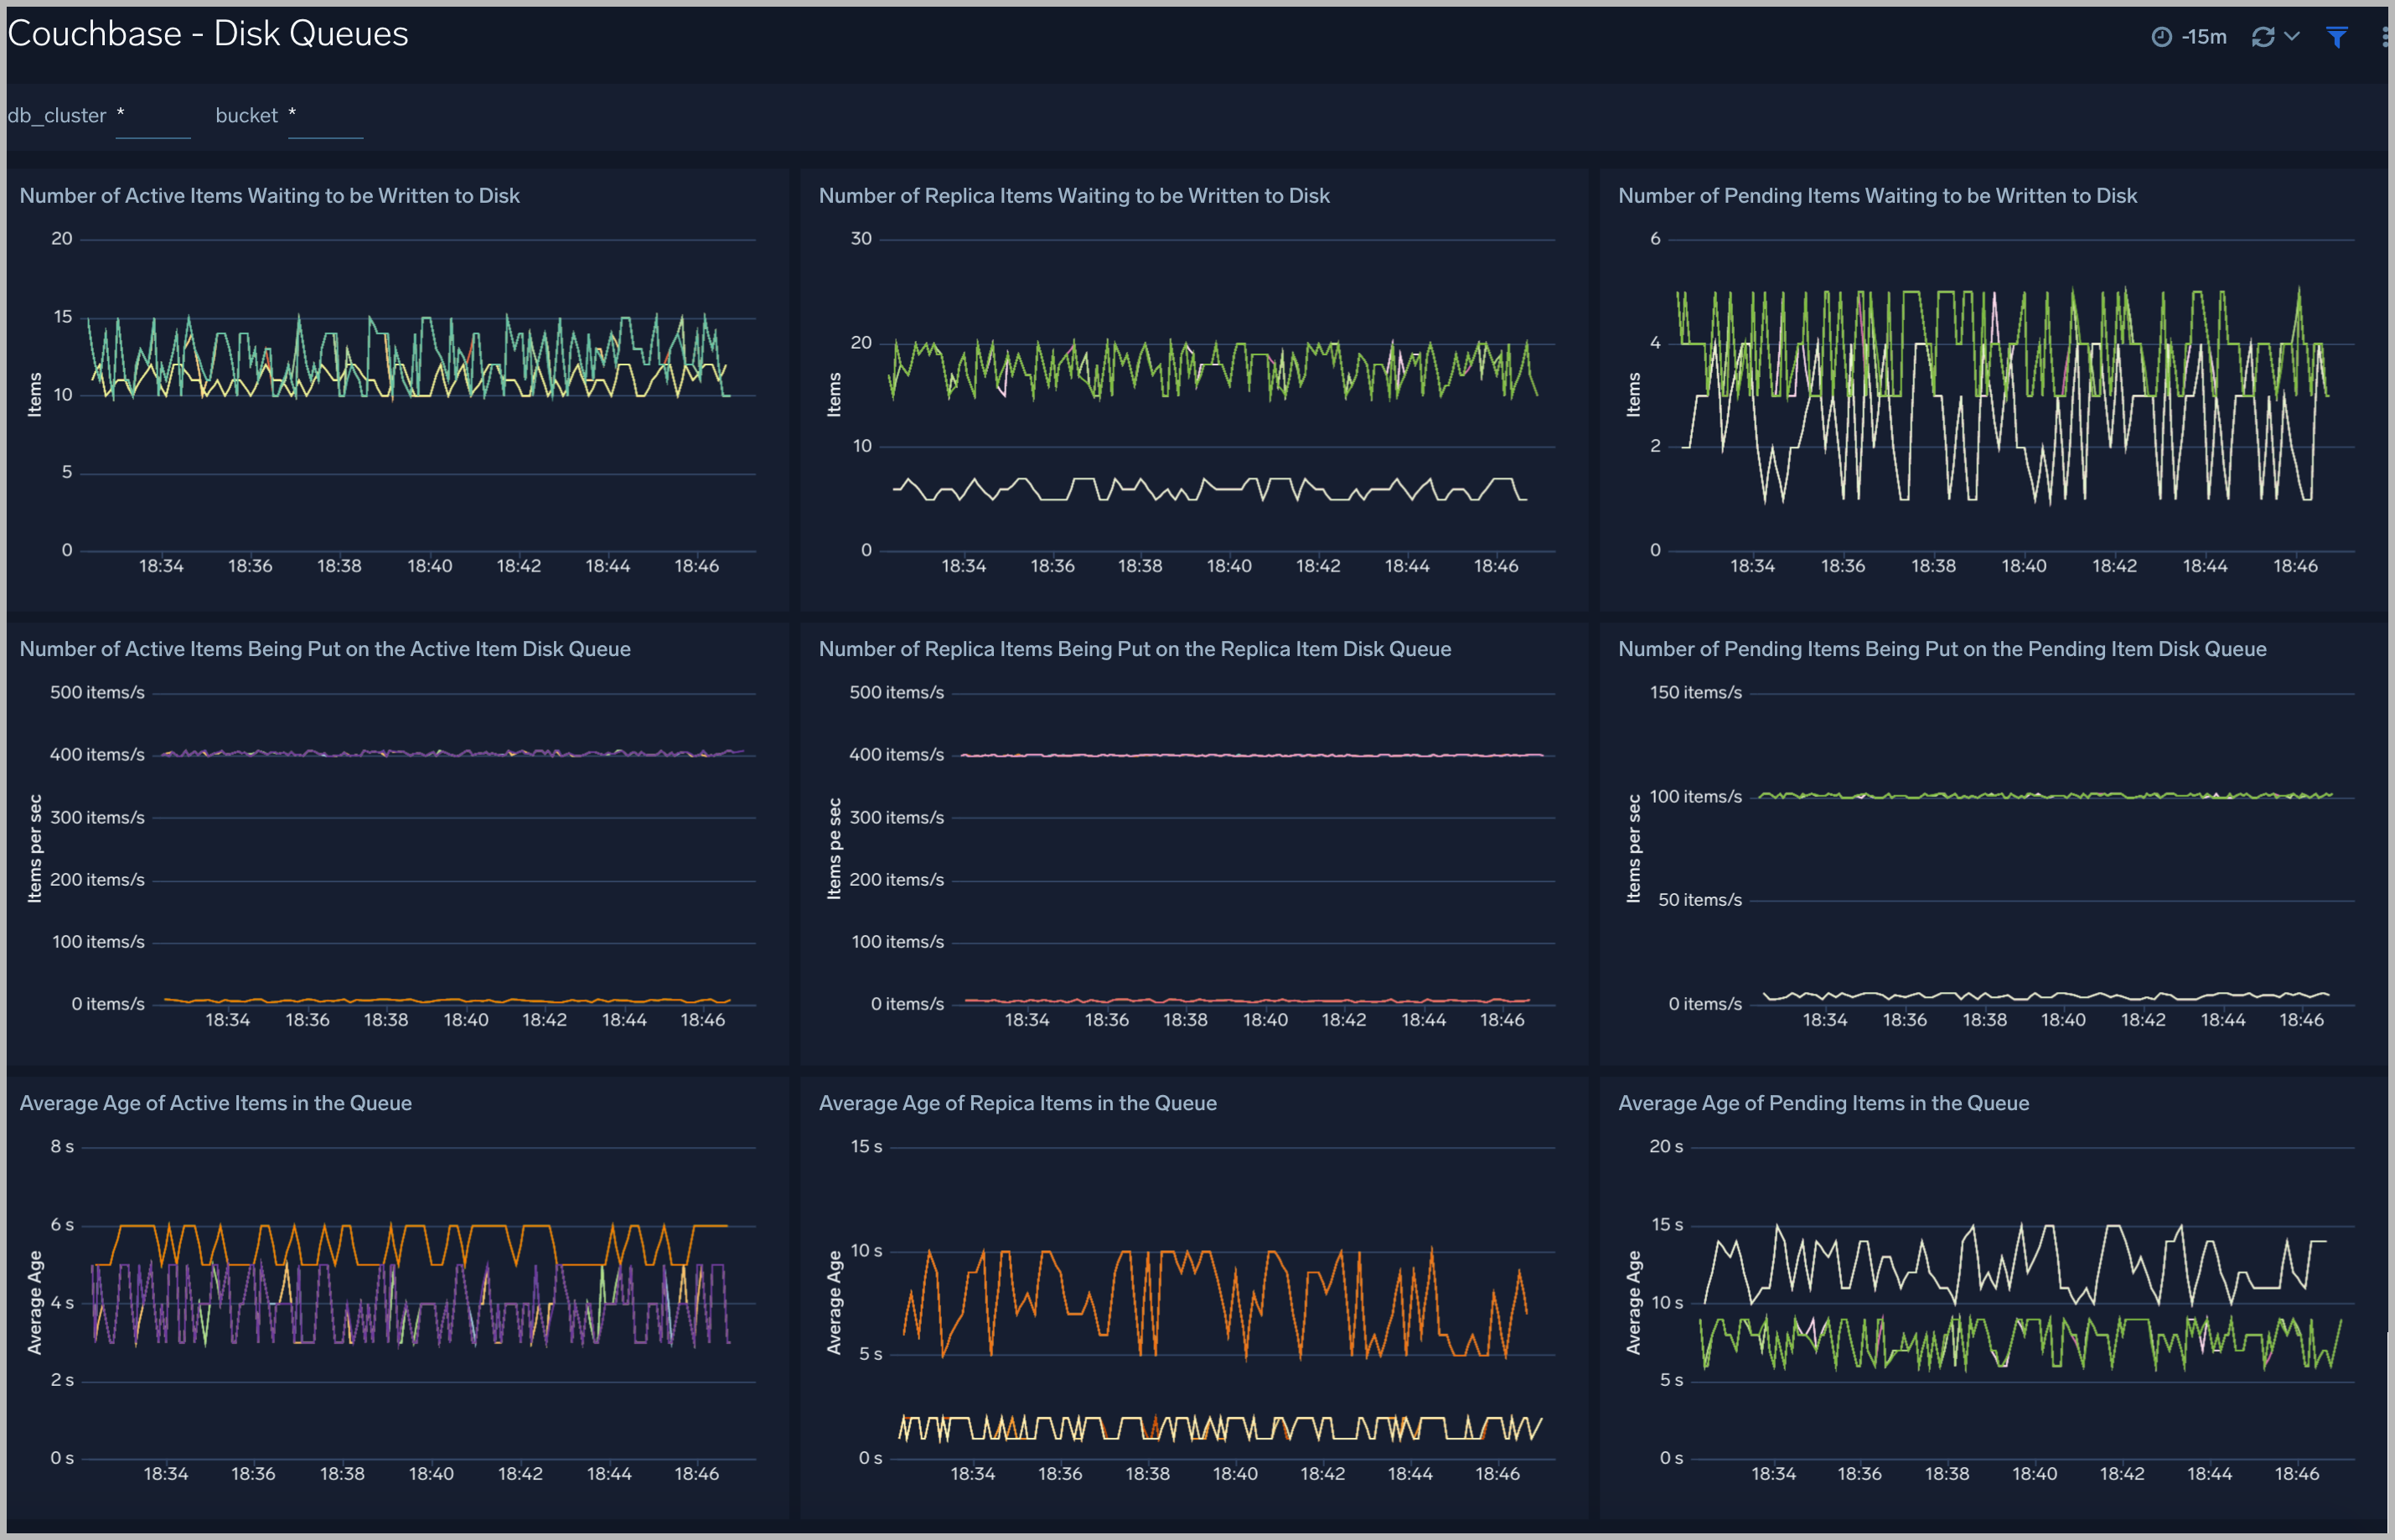 Couchbase - Disk Queues
-15m
db_cluster * bucket *
Number of Active Items Waiting to be Written to Disk
20
15
10
5
0
Items
18:34 18:36 18:38 18:40 18:42 18:44 18:46
Number of Replica Items Waiting to be Written to Disk
30
20
10
0
Items
18:34 18:36 18:38 18:40 18:42 18:44 18:46
Number of Pending Items Waiting to be Written to Disk
6
4
2
0
Items
18:34 18:36 18:38 18:40 18:42 18:44 18:46
Number of Active Items Being Put on the Active Item Disk Queue
500 items/s
400 items/s
300 items/s
200 items/s
100 items/s
0 items/s
Items per sec
18:34 18:36 18:38 18:40 18:42 18:44 18:46
Number of Replica Items Being Put on the Replica Item Disk Queue
500 items/s
400 items/s
300 items/s
200 items/s
100 items/s
0 items/s
Items pe sec
18:34 18:36 18:38 18:40 18:42 18:44 18:46
Number of Pending Items Being Put on the Pending Item Disk Queue
150 items/s
100 items/s
50 items/s
0 items/s
Items per sec
18:34 18:36 18:38 18:40 18:42 18:44 18:46
Average Age of Active Items in the Queue
8 s
6 s
4 s
2 s
0 s
Average Age
18:34 18:36 18:38 18:40 18:42 18:44 18:46
Average Age of Repica Items in the Queue
15 s
10 s
5 s
0 s
Average Age
18:34 18:36 18:38 18:40 18:42 18:44 18:46
Average Age of Pending Items in the Queue
20 s
15 s
10 s
5 s
0 s
Average Age
18:34 18:36 18:38 18:40 18:42 18:44 18:46